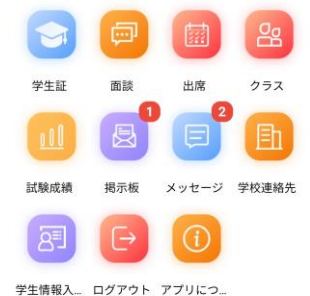 学生証 面談 出席 クラス
1 2
試験成績 掲示板 メッセージ 学校連絡先
学生情報入... ログアウト アプリにつ...